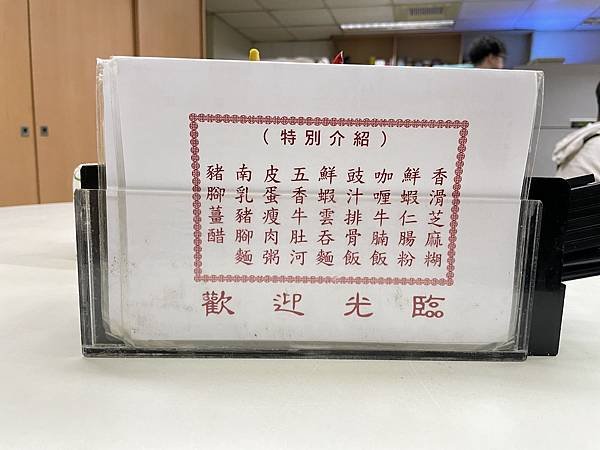 （特別介紹）
香滑芝麻糊
鮮蝦仁腸粉
咖喱牛腩飯
豉汁排骨飯
鮮蝦雲吞麵
五香牛肚河
皮蛋瘦肉粥
南乳豬腳麵
豬腳薑醋
歡迎光臨